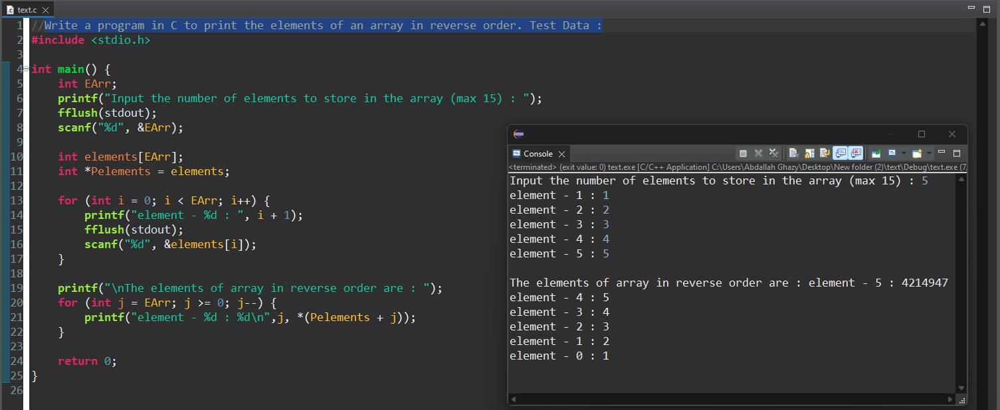 text.c
1 //Write a program in C to print the elements of an array in reverse order. Test Data :
2 #include <stdio.h>
3
4 int main() {
5     int EArr;
6     printf("Input the number of elements to store in the array (max 15) : ");
7     fflush(stdout);
8     scanf("%d", &EArr);
9
10     int elements[EArr];
11     int *Pelements = elements;
12
13     for (int i = 0; i < EArr; i++) {
14         printf("element - %d : ", i + 1);
15         fflush(stdout);
16         scanf("%d", &elements[i]);
17     }
18
19     printf("\nThe elements of array in reverse order are : ");
20     for (int j = EArr; j >= 0; j--) {
21         printf("element - %d : %d\n",j, *(Pelements + j));
22     }
23
24     return 0;
25 }
26
Console
<terminated> (exit value: 0) text.exe [C/C++ Application] C:\Users\Abdallah Ghazy\Desktop\New folder (2)\text\Debug\text.exe (7/
Input the number of elements to store in the array (max 15) : 5
element - 1 : 1
element - 2 : 2
element - 3 : 3
element - 4 : 4
element - 5 : 5

The elements of array in reverse order are : element - 5 : 4214947
element - 4 : 5
element - 3 : 4
element - 2 : 3
element - 1 : 2
element - 0 : 1